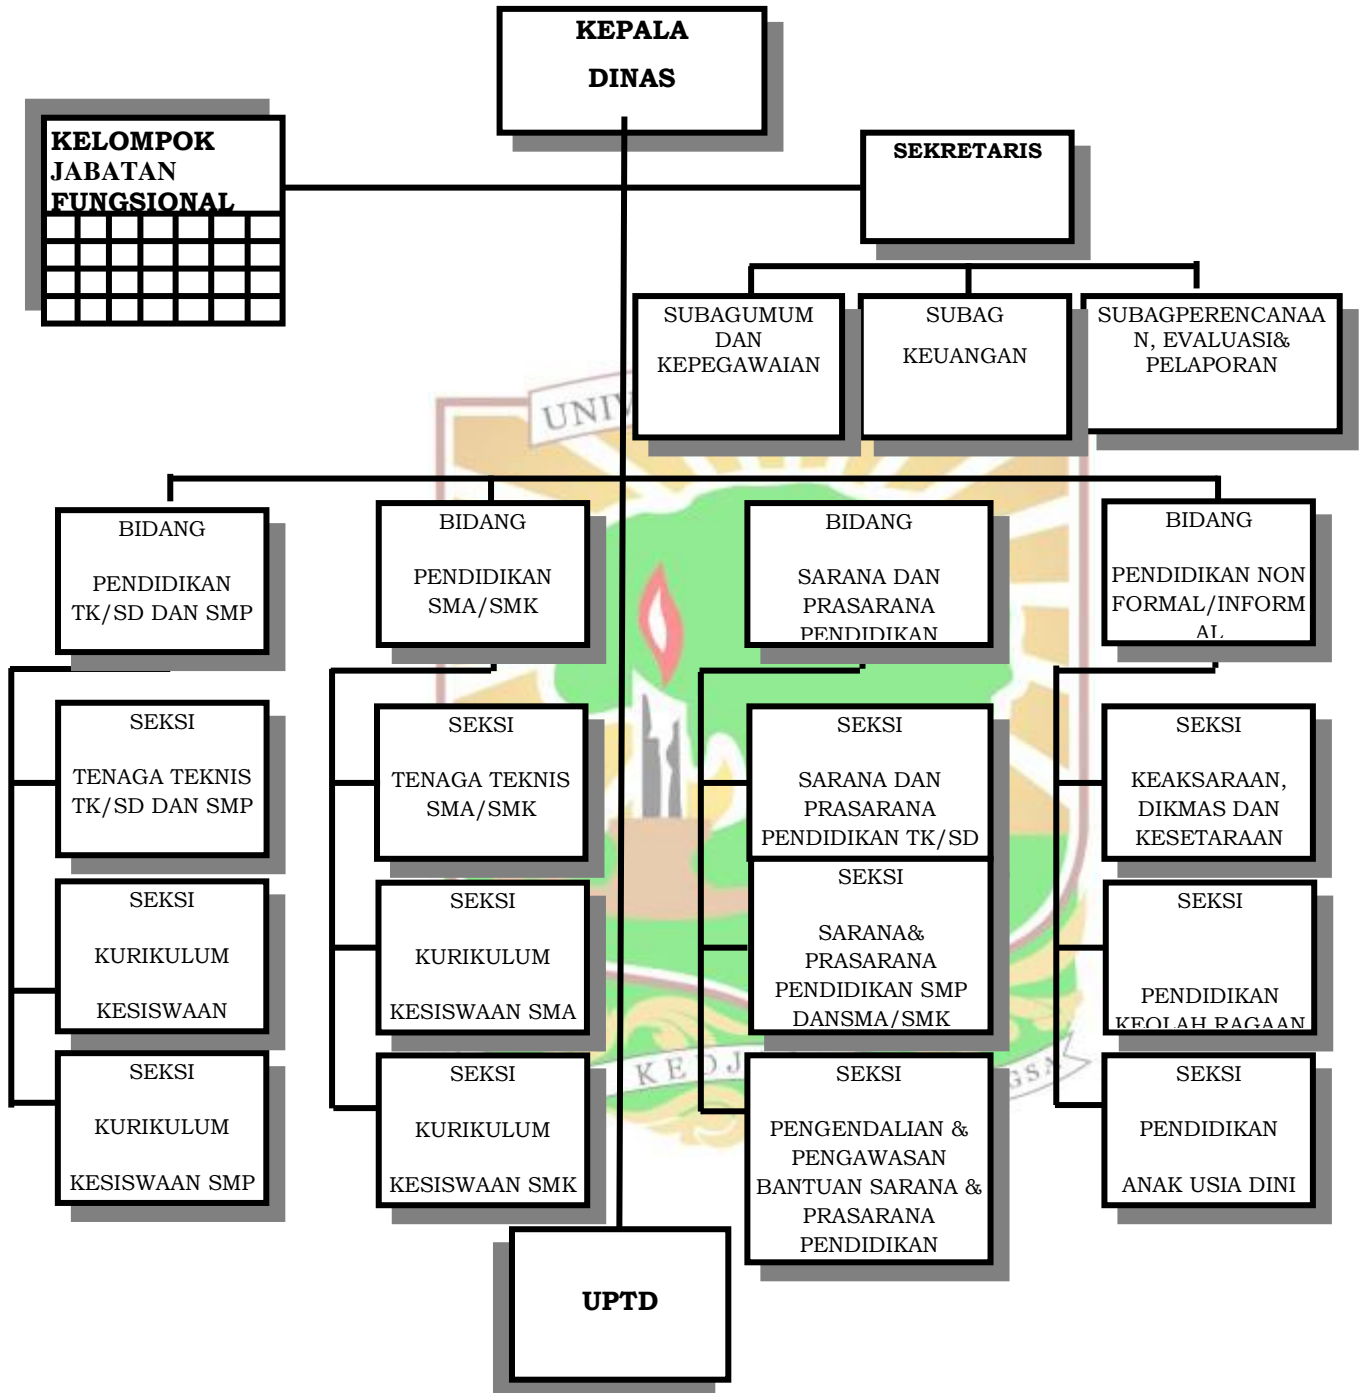 KEPALA
DINAS
KELOMPOK
JABATAN
FUNGSIONAL
SEKRETARIS
SUBAGUMUM
DAN
KEPEGAWAIAN
SUBAG
KEUANGAN
SUBAGPERENCANAA
N, EVALUASI&
PELAPORAN
UNIV
BIDANG
PENDIDIKAN
TK/SD DAN SMP
BIDANG
PENDIDIKAN
SMA/SMK
BIDANG
SARANA DAN
PRASARANA
PENDIDIKAN
BIDANG
PENDIDIKAN NON
FORMAL/INFORM
AL
SEKSI
TENAGA TEKNIS
TK/SD DAN SMP
SEKSI
TENAGA TEKNIS
SMA/SMK
SEKSI
SARANA DAN
PRASARANA
PENDIDIKAN TK/SD
SEKSI
KEAKSARAAN,
DIKMAS DAN
KESETARAAN
SEKSI
KURIKULUM
KESISWAAN
SEKSI
KURIKULUM
KESISWAAN SMA
SEKSI
SARANA&
PRASARANA
PENDIDIKAN SMP
DANSMA/SMK
SEKSI
PENDIDIKAN
KEOLAH RAGAAN
SEKSI
KURIKULUM
KESISWAAN SMP
SEKSI
KURIKULUM
KESISWAAN SMK
SEKSI
PENGENDALIAN &
PENGAWASAN
BANTUAN SARANA &
PRASARANA
PENDIDIKAN
SEKSI
PENDIDIKAN
ANAK USIA DINI
KEDJ
GSA
UPTD